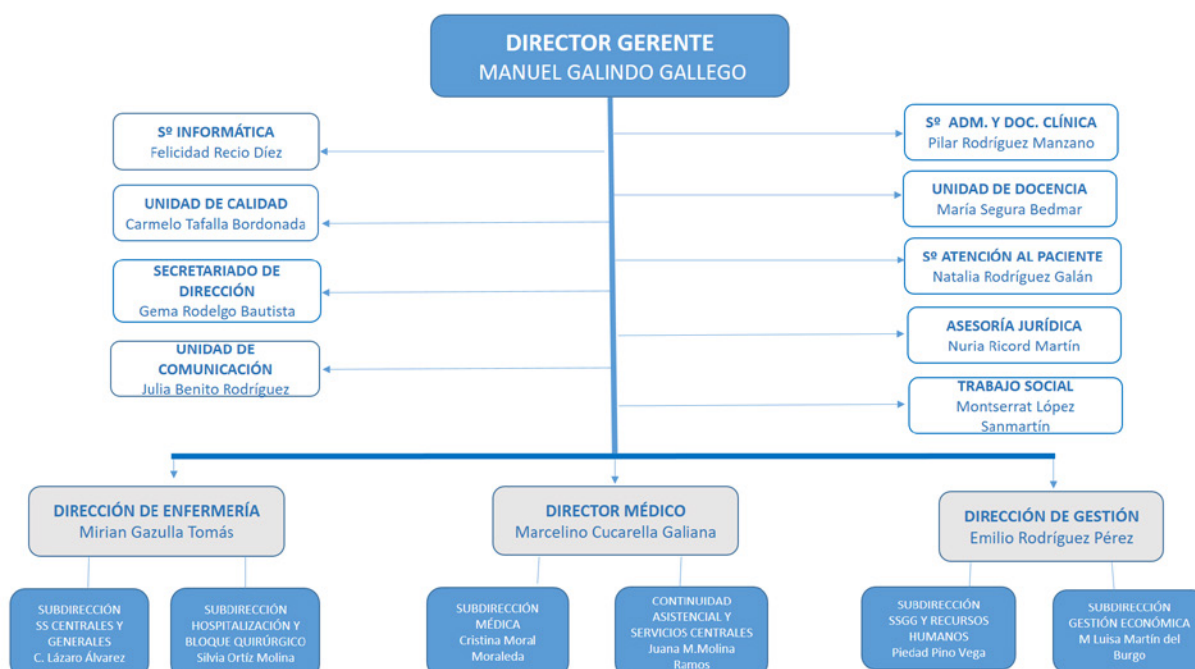 DIRECTOR GERENTE
MANUEL GALINDO GALLEGO
Sº INFORMÁTICA
Felicidad Recio Díez
UNIDAD DE CALIDAD
Carmelo Tafalla Bordonada
SECRETARIADO DE
DIRECCIÓN
Gema Rodelgo Bautista
UNIDAD DE
COMUNICACIÓN
Julia Benito Rodríguez
Sº ADM. Y DOC. CLÍNICA
Pilar Rodríguez Manzano
UNIDAD DE DOCENCIA
María Segura Bedmar
Sº ATENCIÓN AL PACIENTE
Natalia Rodríguez Galán
ASESORÍA JURÍDICA
Nuria Ricord Martín
TRABAJO SOCIAL
Montserrat López
Sanmartín
DIRECCIÓN DE ENFERMERÍA
Mirian Gazulla Tomás
DIRECTOR MÉDICO
Marcelino Cucarella Galiana
DIRECCIÓN DE GESTIÓN
Emilio Rodríguez Pérez
SUBDIRECCIÓN
SS CENTRALES Y
GENERALES
C. Lázaro Álvarez
SUBDIRECCIÓN
HOSPITALIZACIÓN Y
BLOQUE QUIRÚRGICO
Silvia Ortíz Molina
SUBDIRECCIÓN
MÉDICA
Cristina Moral
Moraleda
CONTINUIDAD
ASISTENCIAL Y
SERVICIOS CENTRALES
Juana M.Molina
Ramos
SUBDIRECCIÓN
SSGG Y RECURSOS
HUMANOS
Piedad Pino Vega
SUBDIRECCIÓN
GESTIÓN ECONÓMICA
M Luisa Martín del
Burgo